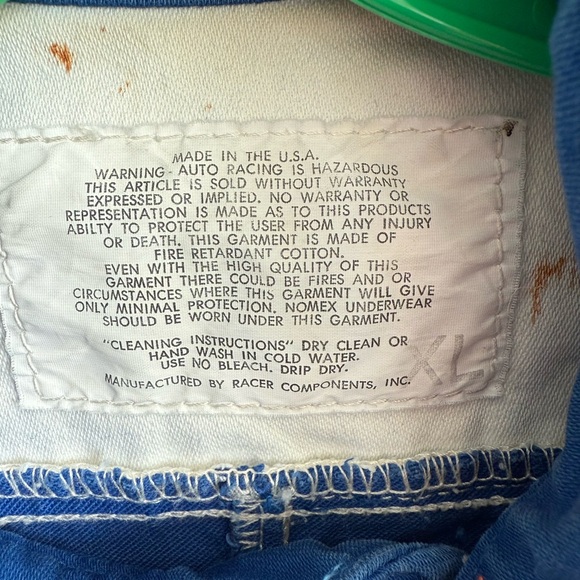 MADE IN THE U.S.A.
WARNING - AUTO RACING IS HAZARDOUS
THIS ARTICLE IS SOLD WITHOUT WARRANTY
EXPRESSED OR IMPLIED. NO WARRANTY OR
REPRESENTATION IS MADE AS TO THIS PRODUCTS
ABILTY TO PROTECT THE USER FROM ANY INJURY
OR DEATH. THIS GARMENT IS MADE OF
FIRE RETARDANT COTTON.
EVEN WITH THE HIGH QUALITY OF THIS
GARMENT THERE COULD BE FIRES AND OR
CIRCUMSTANCES WHERE THIS GARMENT WILL GIVE
ONLY MINIMAL PROTECTION. NOMEX UNDERWEAR
SHOULD BE WORN UNDER THIS GARMENT.
"CLEANING INSTRUCTIONS" DRY CLEAN OR
HAND WASH IN COLD WATER.
USE NO BLEACH. DRIP DRY.
MANUFACTURED BY RACER COMPONENTS, INC.
XL